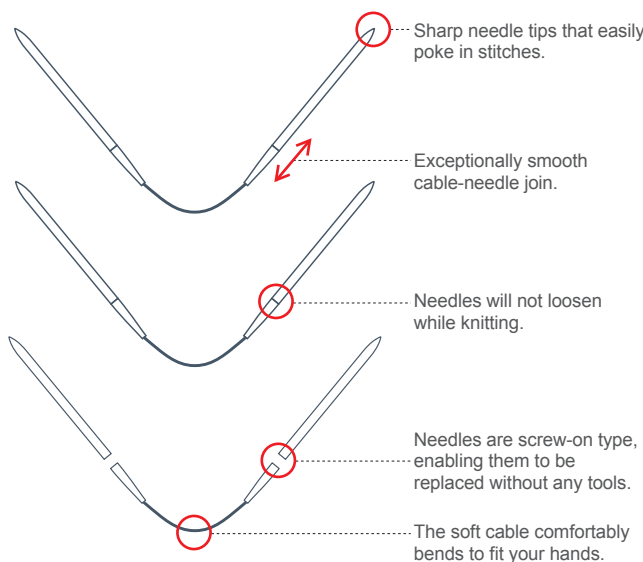 Sharp needle tips that easily
poke in stitches.
Exceptionally smooth
cable-needle join.
Needles will not loosen
while knitting.
Needles are screw-on type,
enabling them to be
replaced without any tools.
The soft cable comfortably
bends to fit your hands.